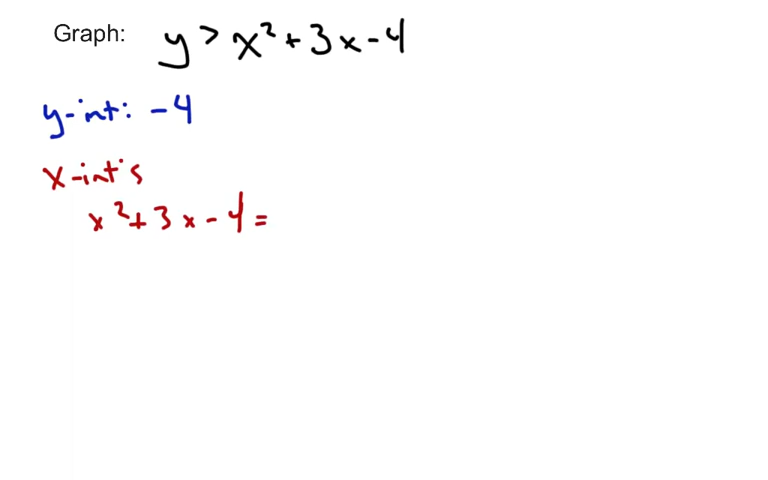 Graph: y > x² + 3x - 4
y-int: -4
x-int's
x² + 3x - 4 =